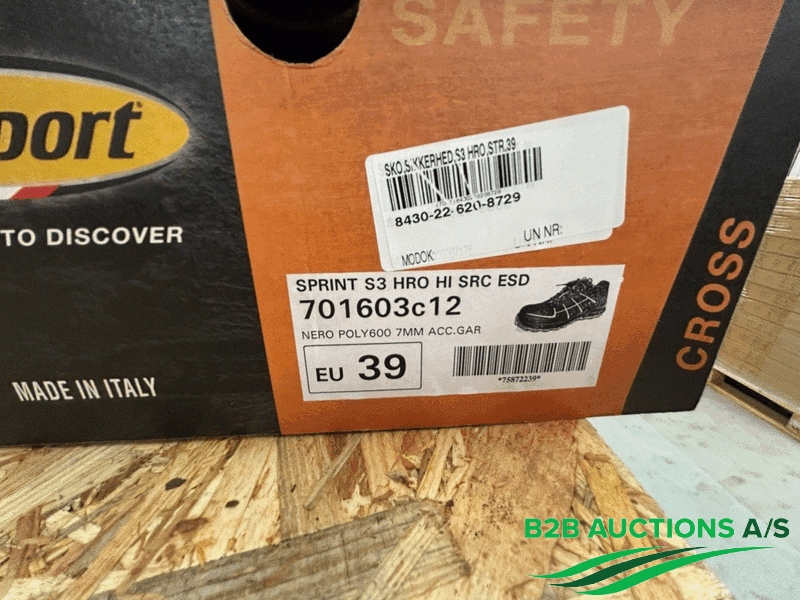 SAFETY
port
TO DISCOVER
MADE IN ITALY
SKO,SIKKERHED,S3 HRO,STR.39
8430-22-620-8729
UN NR:
MODOK:
SPRINT S3 HRO HI SRC ESD
701603c12
NERO POLY600 7MM ACC.GAR
EU 39
*75872239*
CROSS
B2B AUCTIONS A/S